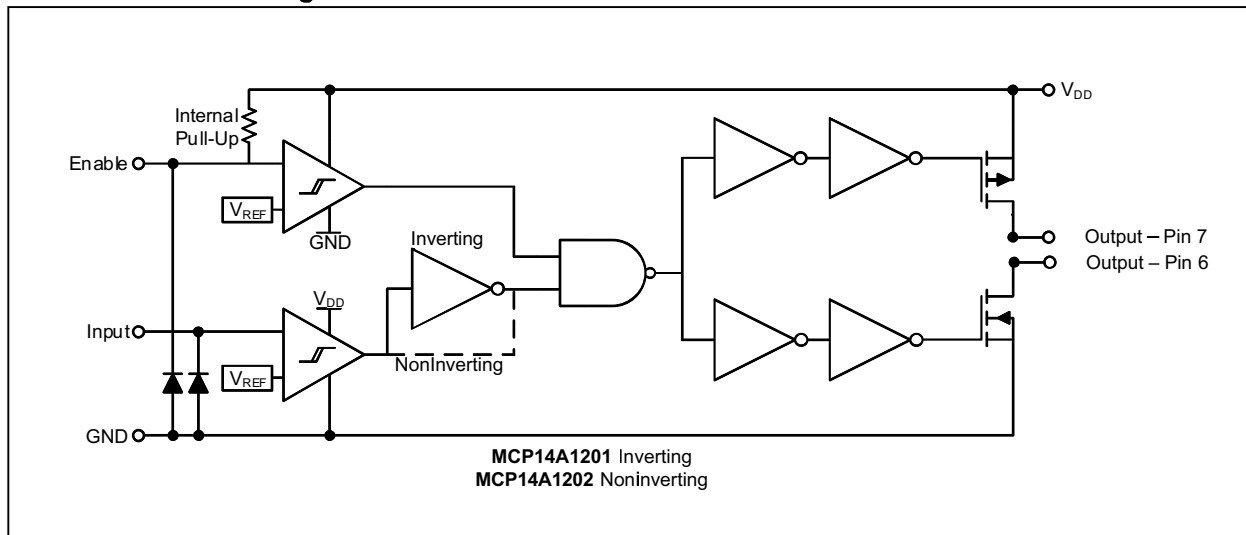 g
Internal
Pull-Up
VDD
Enable
VREF
GND
Inverting
Output – Pin 7
Output – Pin 6
VDD
Input
NonInverting
VREF
GND
MCP14A1201 Inverting
MCP14A1202 Noninverting